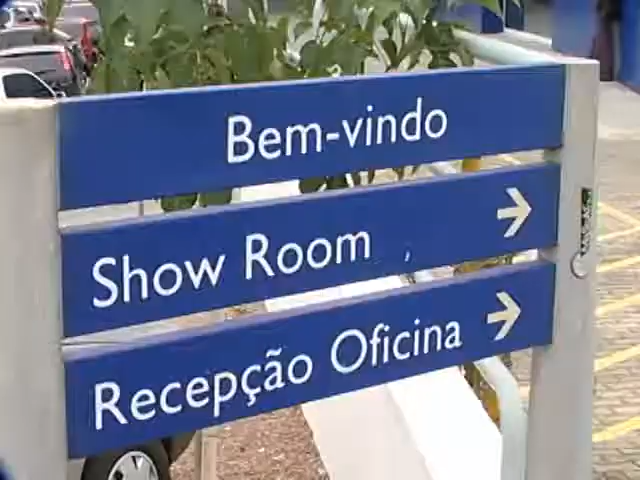 Bem-vindo
Show Room →
Recepção Oficina →